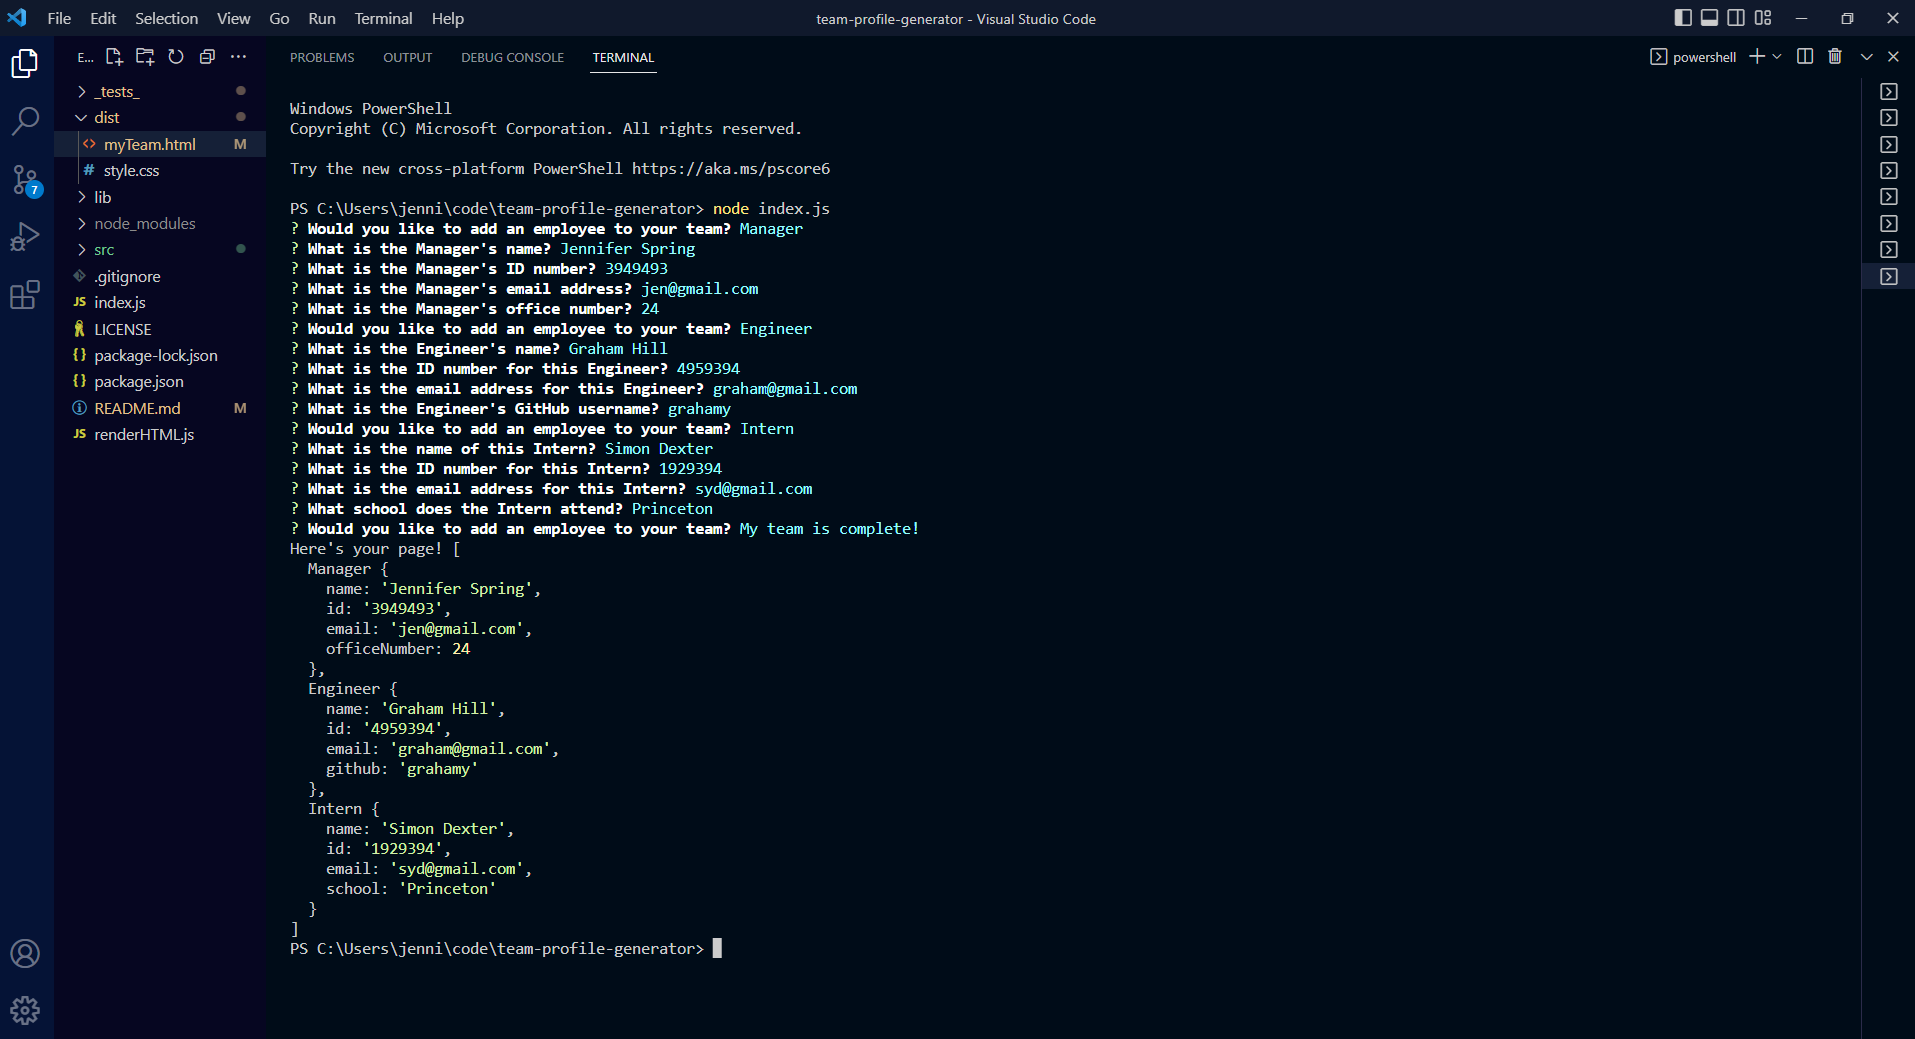 File Edit Selection View Go Run Terminal Help
team-profile-generator - Visual Studio Code
E...
_tests_
dist
<> myTeam.html M
# style.css
lib
node_modules
src
.gitignore
JS index.js
LICENSE
{} package-lock.json
{} package.json
README.md M
JS renderHTML.js
7
PROBLEMS OUTPUT DEBUG CONSOLE TERMINAL
powershell
Windows PowerShell
Copyright (C) Microsoft Corporation. All rights reserved.
Try the new cross-platform PowerShell https://aka.ms/pscore6
PS C:\Users\jenni\code\team-profile-generator> node index.js
? Would you like to add an employee to your team? Manager
? What is the Manager's name? Jennifer Spring
? What is the Manager's ID number? 3949493
? What is the Manager's email address? jen@gmail.com
? What is the Manager's office number? 24
? Would you like to add an employee to your team? Engineer
? What is the Engineer's name? Graham Hill
? What is the ID number for this Engineer? 4959394
? What is the email address for this Engineer? graham@gmail.com
? What is the Engineer's GitHub username? grahamy
? Would you like to add an employee to your team? Intern
? What is the name of this Intern? Simon Dexter
? What is the ID number for this Intern? 1929394
? What is the email address for this Intern? syd@gmail.com
? What school does the Intern attend? Princeton
? Would you like to add an employee to your team? My team is complete!
Here's your page! [
  Manager {
    name: 'Jennifer Spring',
    id: '3949493',
    email: 'jen@gmail.com',
    officeNumber: 24
  },
  Engineer {
    name: 'Graham Hill',
    id: '4959394',
    email: 'graham@gmail.com',
    github: 'grahamy'
  },
  Intern {
    name: 'Simon Dexter',
    id: '1929394',
    email: 'syd@gmail.com',
    school: 'Princeton'
  }
]
PS C:\Users\jenni\code\team-profile-generator>